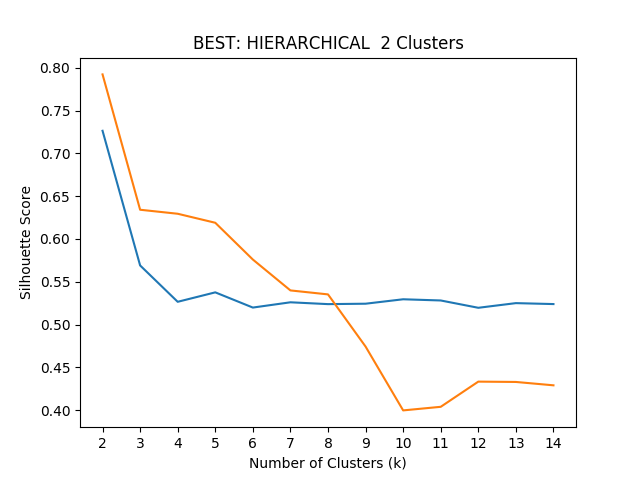 BEST: HIERARCHICAL  2 Clusters
0.80
0.75
0.70
0.65
0.60
0.55
0.50
0.45
0.40
Silhouette Score
2 3 4 5 6 7 8 9 10 11 12 13 14
Number of Clusters (k)